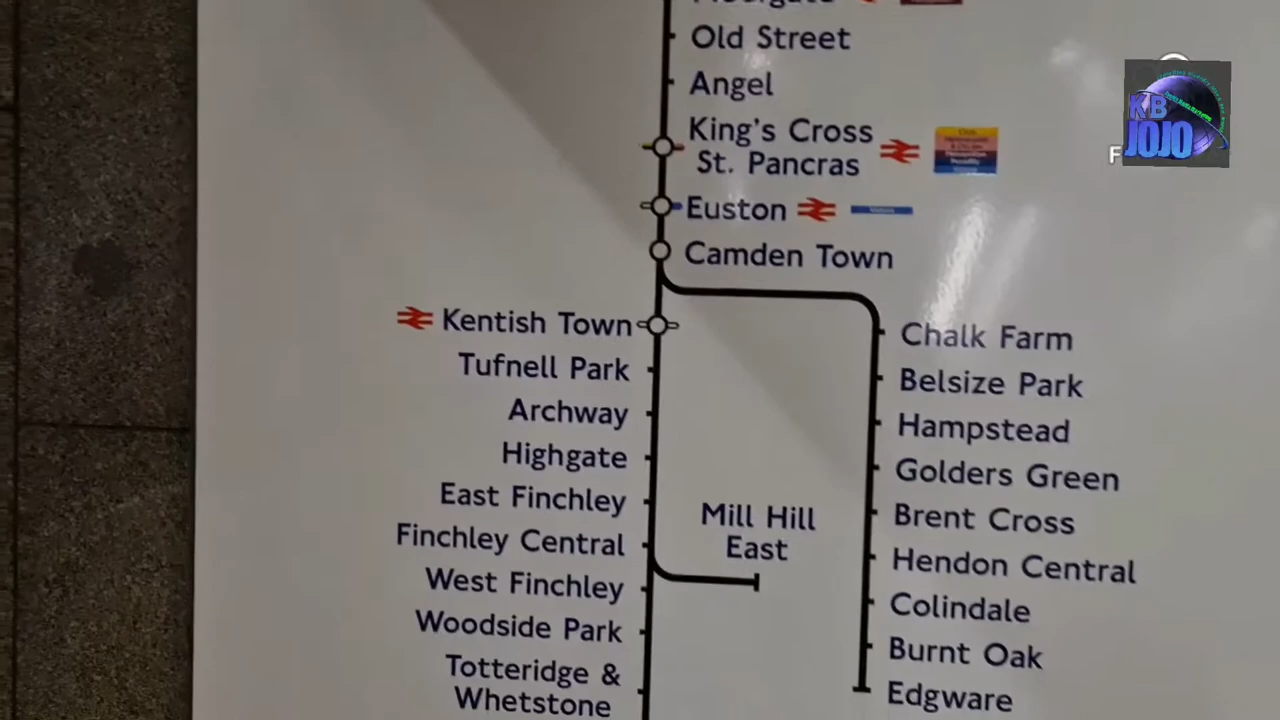 Moorgate
Old Street
Angel
King's Cross
St. Pancras
Euston
Camden Town
Kentish Town
Tufnell Park
Archway
Highgate
East Finchley
Finchley Central
West Finchley
Woodside Park
Totteridge &
Whetstone
Mill Hill
East
Chalk Farm
Belsize Park
Hampstead
Golders Green
Brent Cross
Hendon Central
Colindale
Burnt Oak
Edgware
KB
JOJO